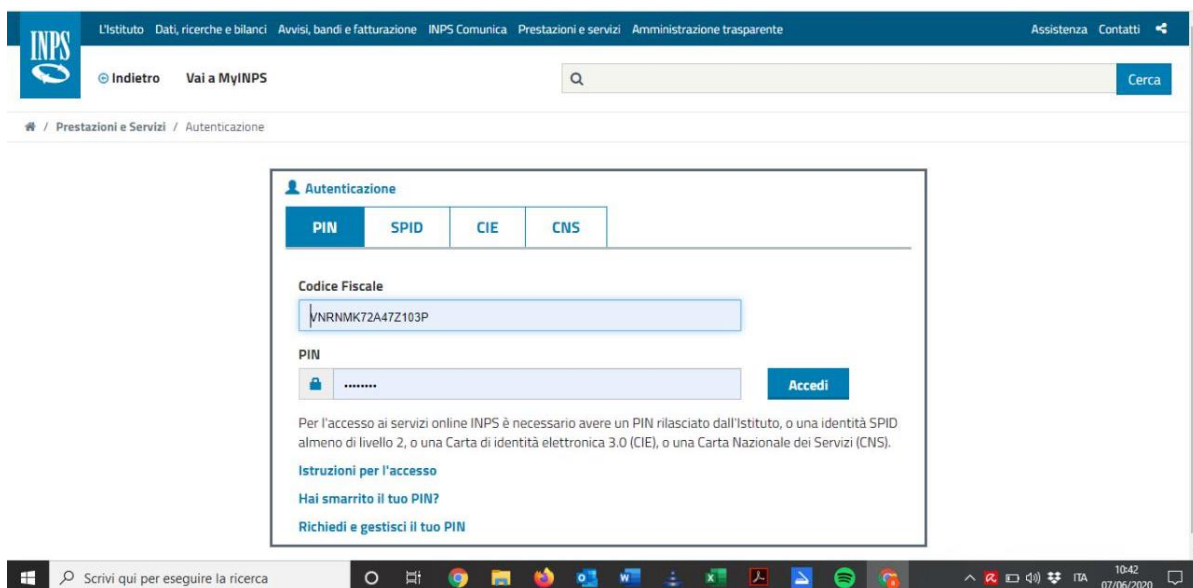 INPS
L'Istituto Dati, ricerche e bilanci Avvisi, bandi e fatturazione INPS Comunica Prestazioni e servizi Amministrazione trasparente Assistenza Contatti
Indietro Vai a MyINPS Cerca
/ Prestazioni e Servizi / Autenticazione
Autenticazione
PIN SPID CIE CNS
Codice Fiscale
VNRNMK72A47Z103P
PIN
........
Accedi
Per l'accesso ai servizi online INPS è necessario avere un PIN rilasciato dall'Istituto, o una identità SPID
almeno di livello 2, o una Carta di identità elettronica 3.0 (CIE), o una Carta Nazionale dei Servizi (CNS).
Istruzioni per l'accesso
Hai smarrito il tuo PIN?
Richiedi e gestisci il tuo PIN
Scrivi qui per eseguire la ricerca ITA 10:42
07/06/2020